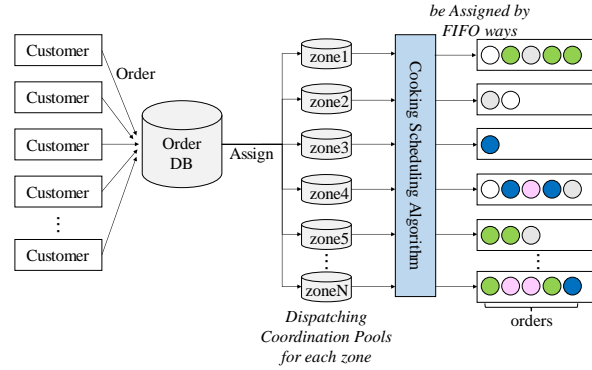 be Assigned by
FIFO ways
Customer
Customer
Customer
Customer
⋮
Customer
Order
Order
DB
Assign
zone1
zone2
zone3
zone4
zone5
⋮
zoneN
Cooking Scheduling Algorithm
⋮
orders
Dispatching
Coordination Pools
for each zone